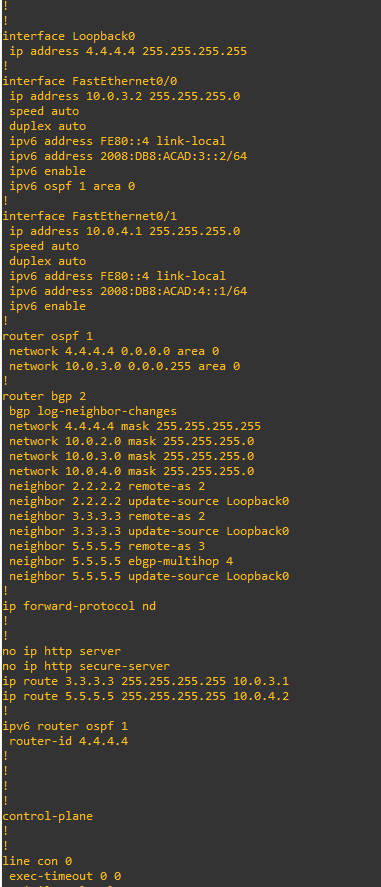 !
!
interface Loopback0
 ip address 4.4.4.4 255.255.255.255
!
interface FastEthernet0/0
 ip address 10.0.3.2 255.255.255.0
 speed auto
 duplex auto
 ipv6 address FE80::4 link-local
 ipv6 address 2008:DB8:ACAD:3::2/64
 ipv6 enable
 ipv6 ospf 1 area 0
!
interface FastEthernet0/1
 ip address 10.0.4.1 255.255.255.0
 speed auto
 duplex auto
 ipv6 address FE80::4 link-local
 ipv6 address 2008:DB8:ACAD:4::1/64
 ipv6 enable
!
router ospf 1
 network 4.4.4.4 0.0.0.0 area 0
 network 10.0.3.0 0.0.0.255 area 0
!
router bgp 2
 bgp log-neighbor-changes
 network 4.4.4.4 mask 255.255.255.255
 network 10.0.2.0 mask 255.255.255.0
 network 10.0.3.0 mask 255.255.255.0
 network 10.0.4.0 mask 255.255.255.0
 neighbor 2.2.2.2 remote-as 2
 neighbor 2.2.2.2 update-source Loopback0
 neighbor 3.3.3.3 remote-as 2
 neighbor 3.3.3.3 update-source Loopback0
 neighbor 5.5.5.5 remote-as 3
 neighbor 5.5.5.5 ebgp-multihop 4
 neighbor 5.5.5.5 update-source Loopback0
!
ip forward-protocol nd
!
!
no ip http server
no ip http secure-server
ip route 3.3.3.3 255.255.255.255 10.0.3.1
ip route 5.5.5.5 255.255.255.255 10.0.4.2
!
ipv6 router ospf 1
 router-id 4.4.4.4
!
!
!
!
control-plane
!
!
line con 0
 exec-timeout 0 0